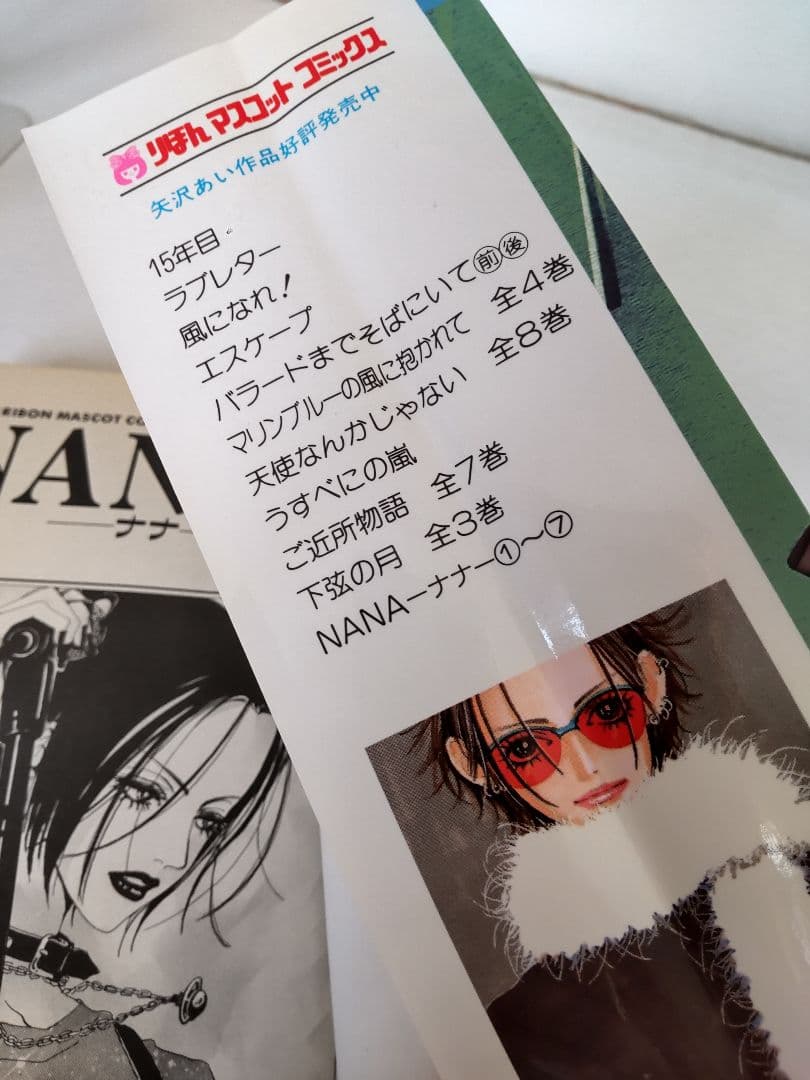 りぼんマスコットコミックス
矢沢あい作品好評発売中
15年目
ラブレター
風になれ!
エスケープ
バラードまでそばにいて前後
マリンブルーの風に抱かれて 全4巻
天使なんかじゃない 全8巻
うすべにの嵐
ご近所物語 全7巻
下弦の月 全3巻
NANAーナナー①〜⑦
MASCOT
ナナ